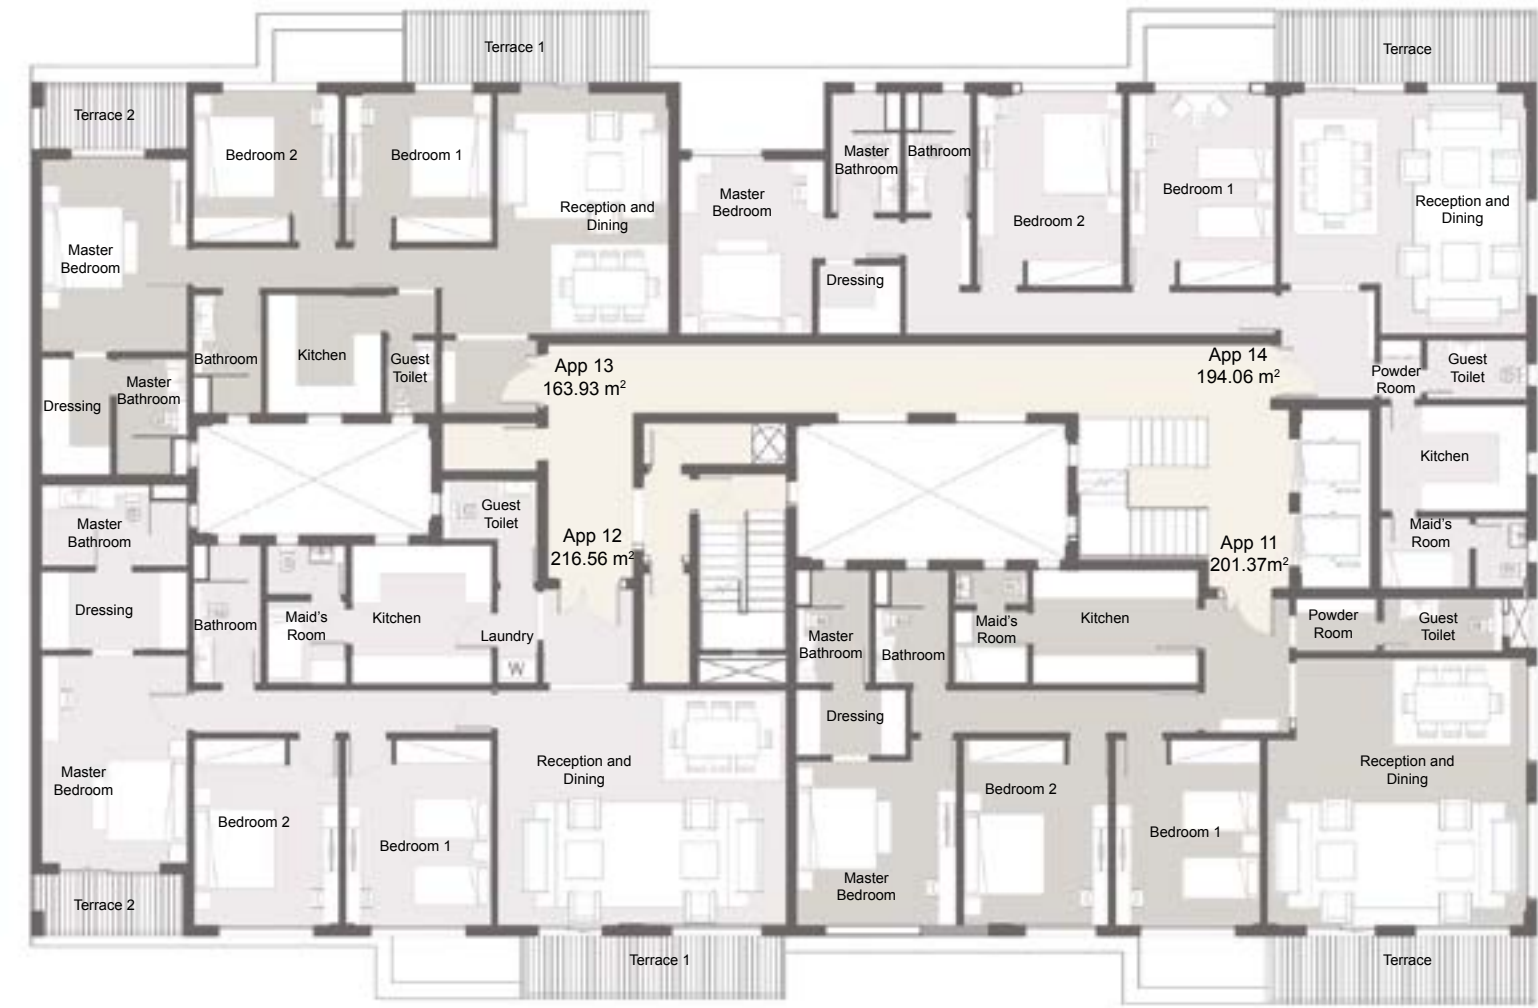 Terrace 1
Terrace
Terrace 2
Bedroom 2
Bedroom 1
Master
Bathroom
Bathroom
Master
Bedroom
Bedroom 1
Reception and
Dining
Bedroom 2
Reception and
Dining
Master
Bedroom
Dressing
Bathroom
Kitchen
Guest
Toilet
App 13
163.93 m²
App 14
194.06 m²
Powder
Room
Guest
Toilet
Master
Bathroom
Dressing
Kitchen
Guest
Toilet
Master
Bathroom
App 12
216.56 m²
App 11
201.37m²
Maid's
Room
Dressing
Bathroom
Maid's
Room
Kitchen
Laundry
W
Master
Bathroom
Bathroom
Maid's
Room
Kitchen
Powder
Room
Guest
Toilet
Dressing
Master
Bedroom
Reception and
Dining
Bedroom 2
Reception and
Dining
Bedroom 2
Bedroom 1
Bedroom 1
Master
Bedroom
Terrace 2
Terrace 1
Terrace